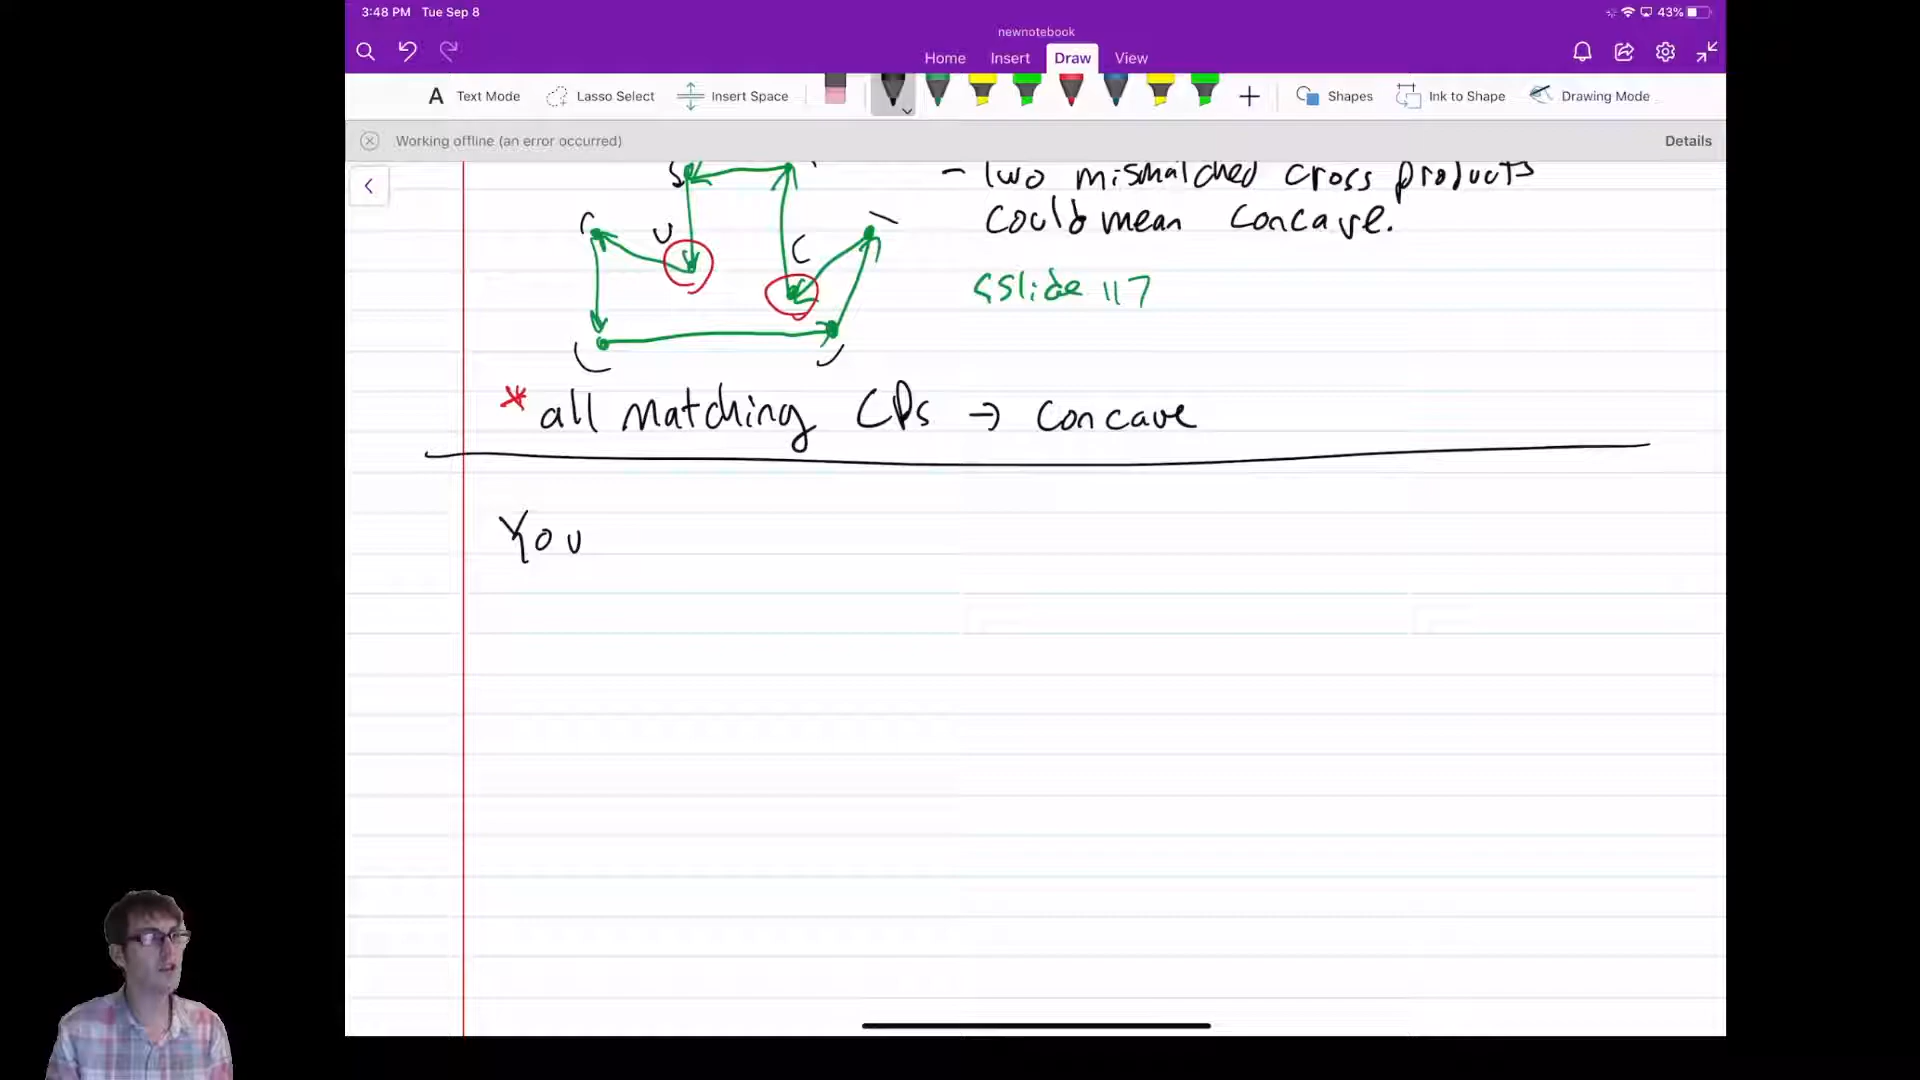 3:48 PM Tue Sep 8
43%
newnotebook
Home Insert Draw View
A Text Mode Lasso Select Insert Space Shapes Ink to Shape Drawing Mode
Working offline (an error occurred) Details
- Two mismatched cross products
could mean concave.
S
U
C
Slide 117
* all matching CPs → concave
You